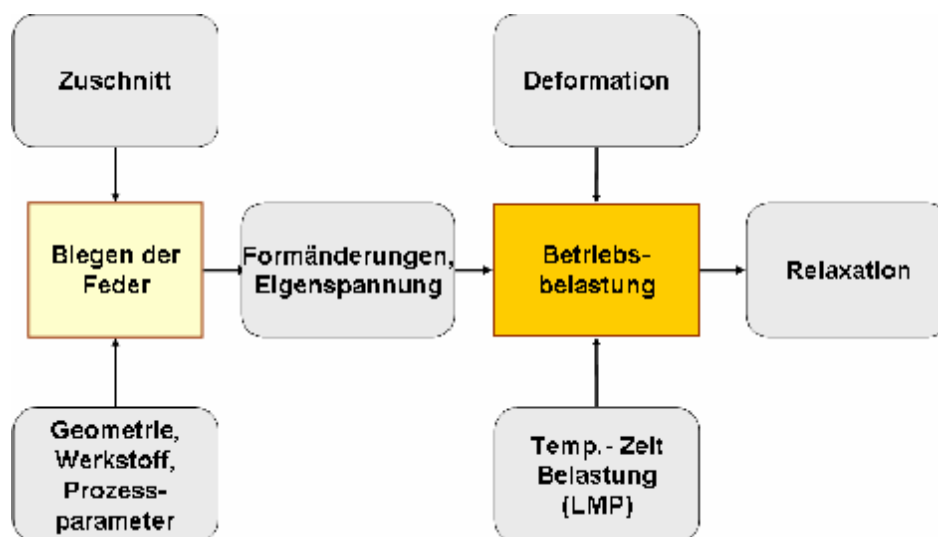 Zuschnitt
Deformation
Biegen der
Feder
Formänderungen,
Eigenspannung
Betriebs-
belastung
Relaxation
Geometrie,
Werkstoff,
Prozess-
parameter
Temp.- Zeit
Belastung
(LMP)